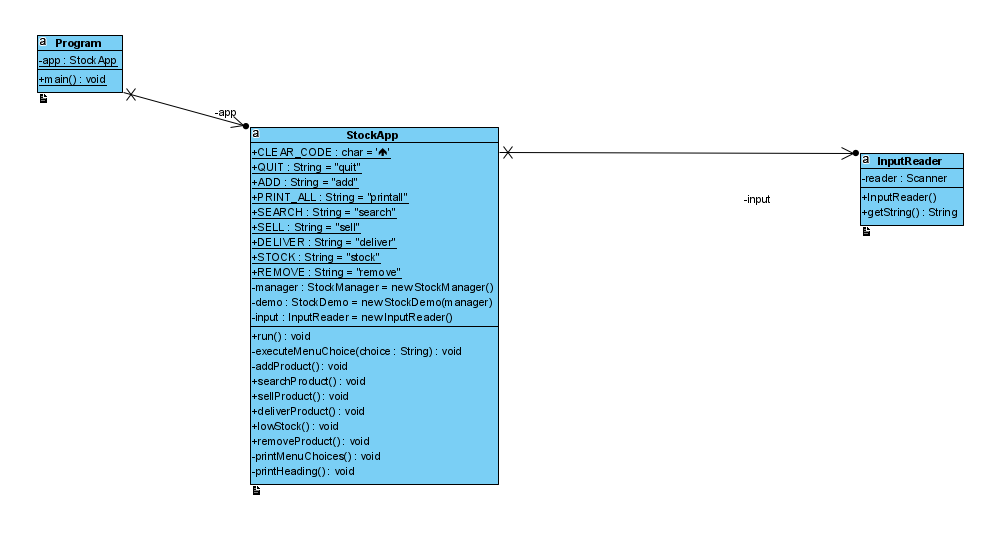 a Program
-app : StockApp
+main() : void
-app
a StockApp
+CLEAR_CODE : char = '🡅'
+QUIT : String = "quit"
+ADD : String = "add"
+PRINT_ALL : String = "printall"
+SEARCH : String = "search"
+SELL : String = "sell"
+DELIVER : String = "deliver"
+STOCK : String = "stock"
+REMOVE : String = "remove"
-manager : StockManager = new StockManager()
-demo : StockDemo = new StockDemo(manager)
-input : InputReader = new InputReader()
+run() : void
-executeMenuChoice(choice : String) : void
-addProduct() : void
+searchProduct() : void
+sellProduct() : void
+deliverProduct() : void
+lowStock() : void
+removeProduct() : void
-printMenuChoices() : void
-printHeading() : void
-input
a InputReader
-reader : Scanner
+InputReader()
+getString() : String